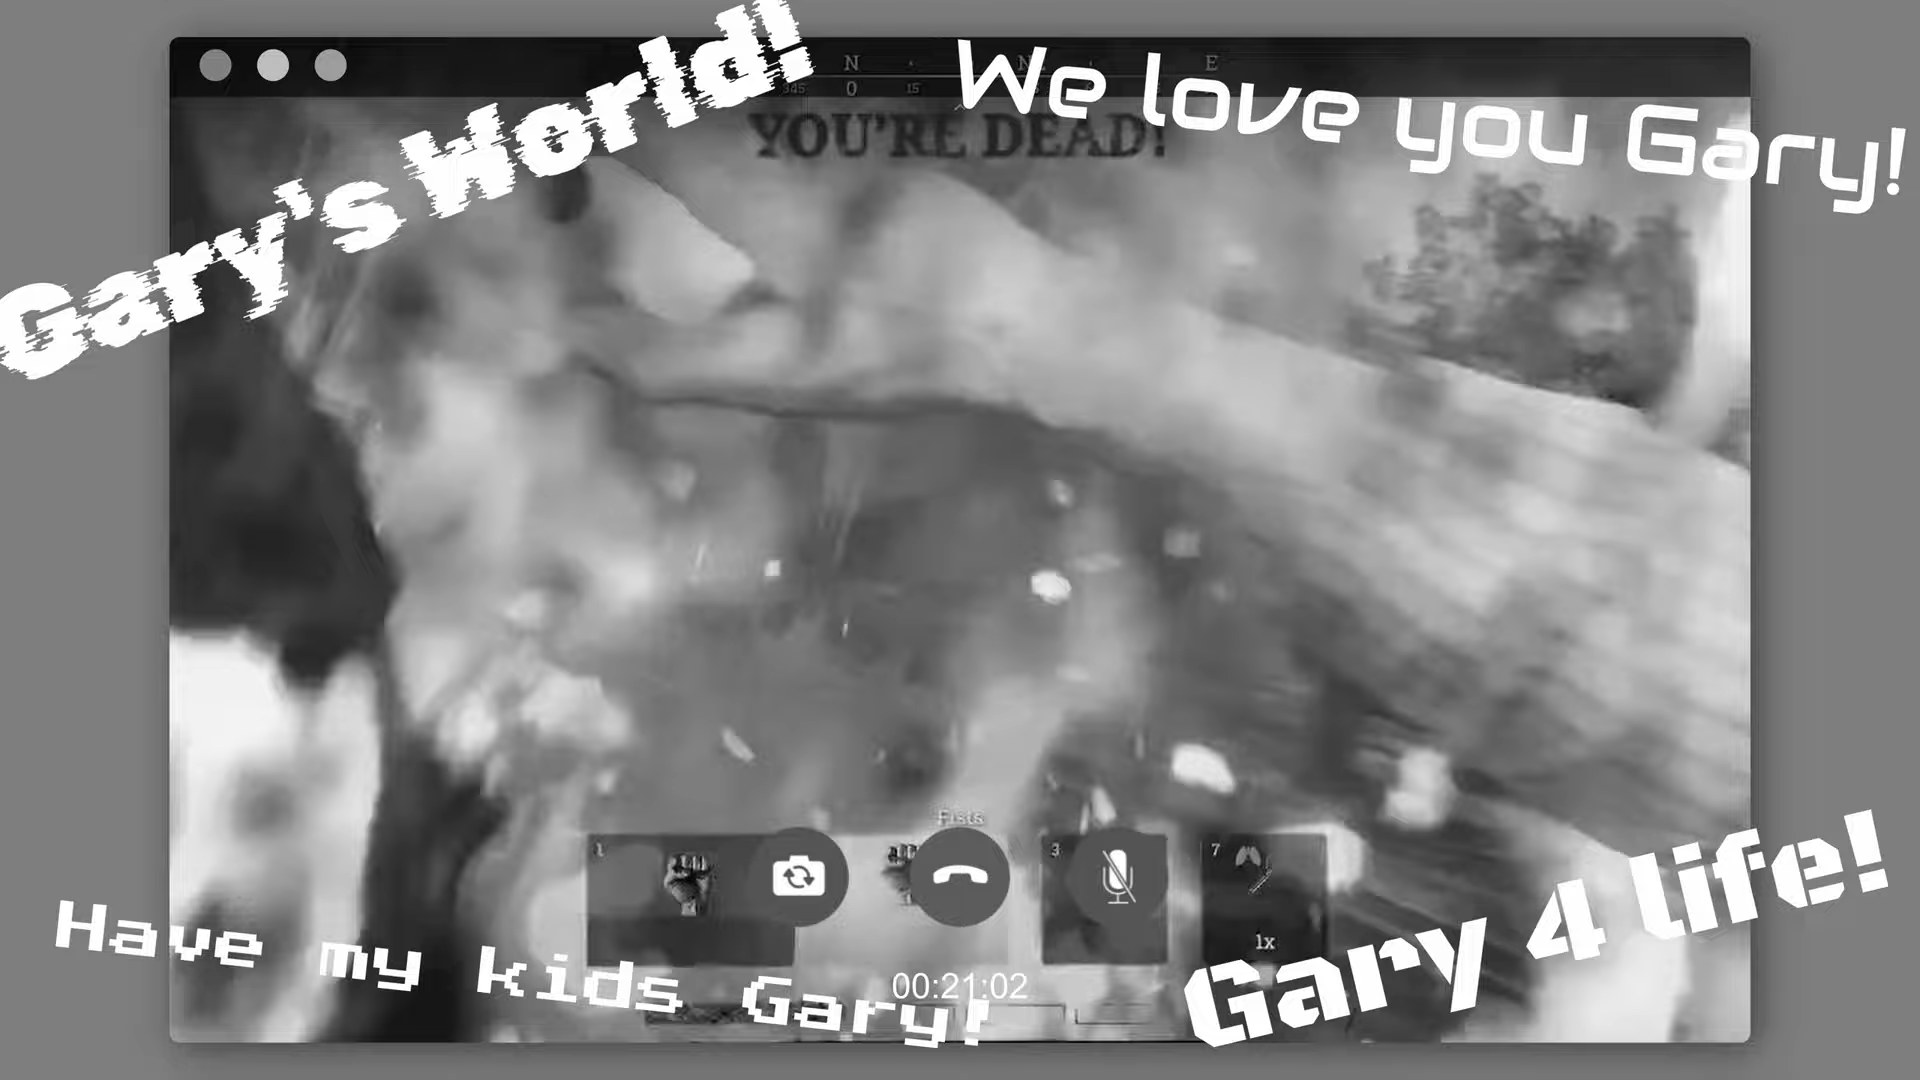 Gary's World!
We love you Gary!
N N E
345 0 15
YOU'RE DEAD!
Fists
1 3 7
1x
Gary 4 life!
Have my kids Gary!
00:21:02